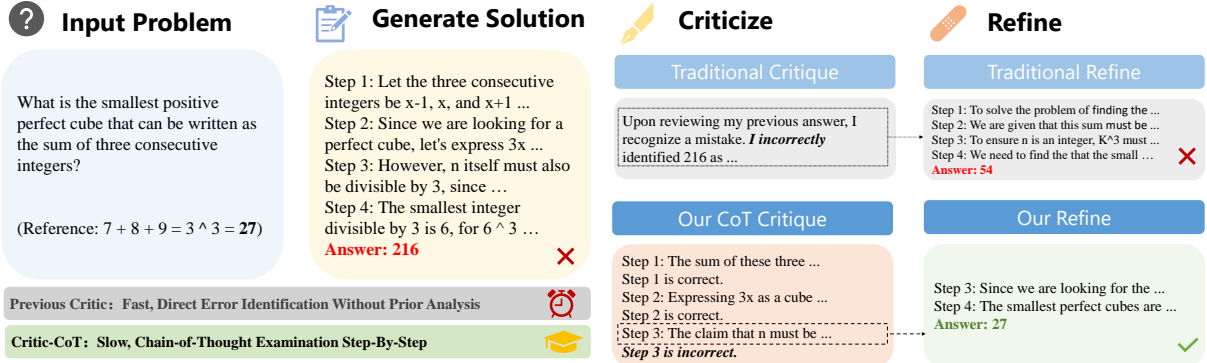 Input Problem
What is the smallest positive
perfect cube that can be written as
the sum of three consecutive
integers?
(Reference: 7 + 8 + 9 = 3 ^ 3 = 27)
Generate Solution
Step 1: Let the three consecutive
integers be x-1, x, and x+1 ...
Step 2: Since we are looking for a
perfect cube, let's express 3x ...
Step 3: However, n itself must also
be divisible by 3, since …
Step 4: The smallest integer
divisible by 3 is 6, for 6 ^ 3 …
Answer: 216
Previous Critic: Fast, Direct Error Identification Without Prior Analysis
Critic-CoT: Slow, Chain-of-Thought Examination Step-By-Step
Criticize
Traditional Critique
Upon reviewing my previous answer, I
recognize a mistake. I incorrectly
identified 216 as ...
Our CoT Critique
Step 1: The sum of these three ...
Step 1 is correct.
Step 2: Expressing 3x as a cube ...
Step 2 is correct.
Step 3: The claim that n must be ...
Step 3 is incorrect.
Refine
Traditional Refine
Step 1: To solve the problem of finding the ...
Step 2: We are given that this sum must be ...
Step 3: To ensure n is an integer, K^3 must ...
Step 4: We need to find the that the small …
Answer: 54
Our Refine
Step 3: Since we are looking for the ...
Step 4: The smallest perfect cubes are ...
Answer: 27